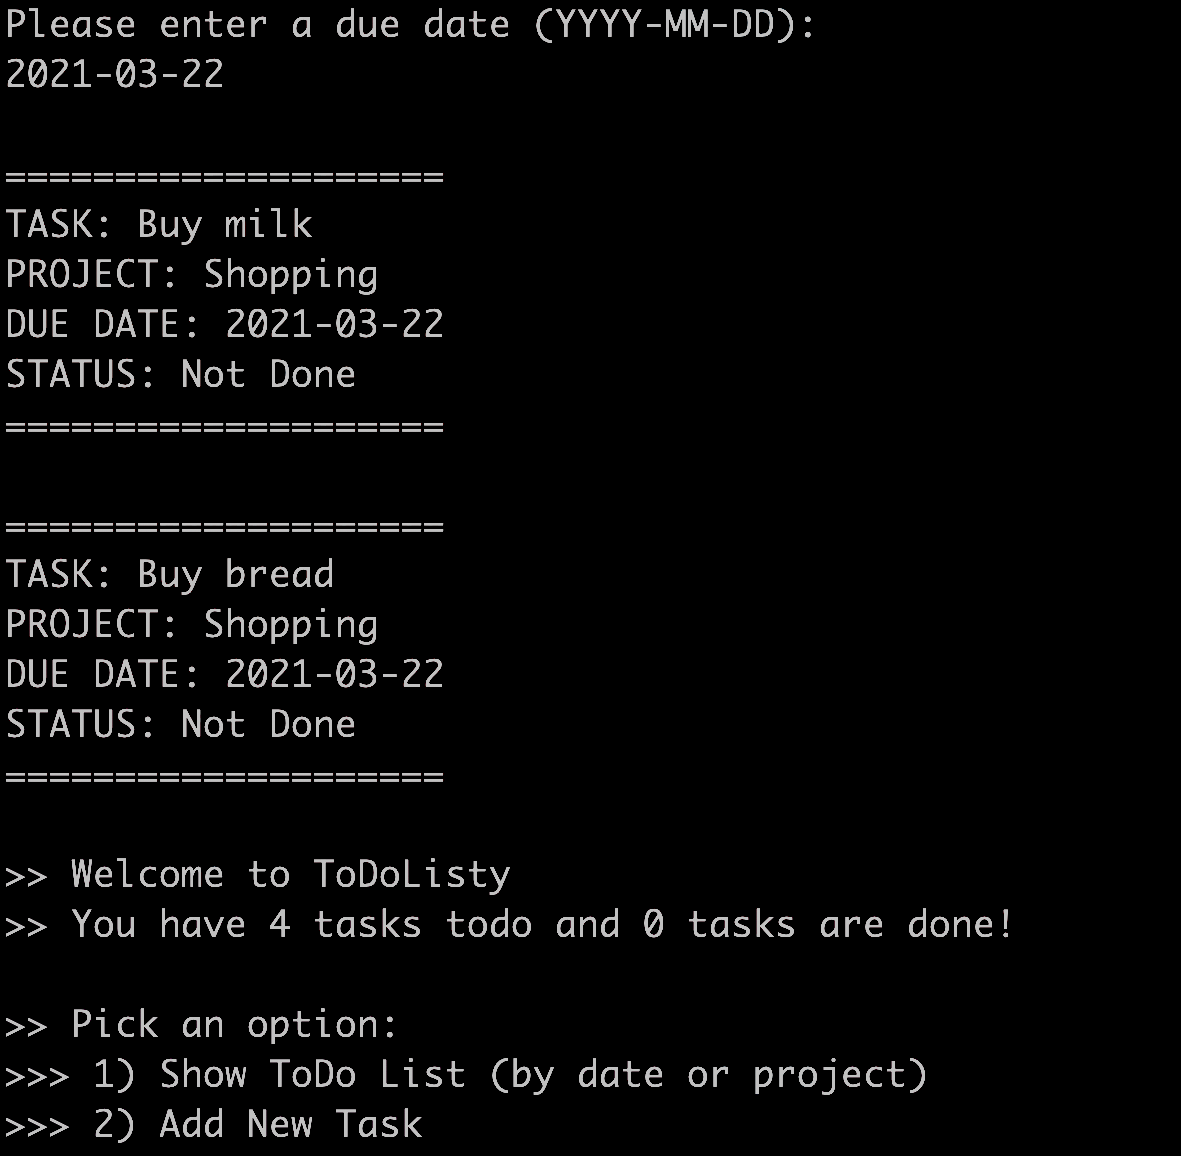 Please enter a due date (YYYY-MM-DD):
2021-03-22
====================
TASK: Buy milk
PROJECT: Shopping
DUE DATE: 2021-03-22
STATUS: Not Done
====================
====================
TASK: Buy bread
PROJECT: Shopping
DUE DATE: 2021-03-22
STATUS: Not Done
====================
>> Welcome to ToDoListy
>> You have 4 tasks todo and 0 tasks are done!
>> Pick an option:
>>> 1) Show ToDo List (by date or project)
>>> 2) Add New Task